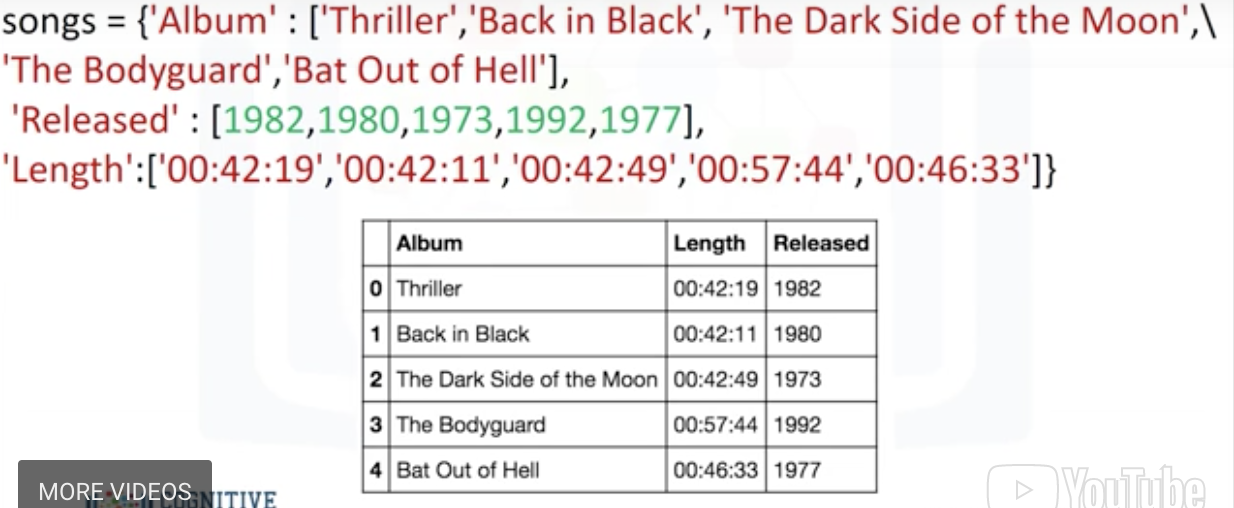 songs = {'Album' : ['Thriller','Back in Black', 'The Dark Side of the Moon',\
'The Bodyguard','Bat Out of Hell'],
'Released' : [1982,1980,1973,1992,1977],
'Length':['00:42:19','00:42:11','00:42:49','00:57:44','00:46:33']}
Album Length Released
0 Thriller 00:42:19 1982
1 Back in Black 00:42:11 1980
2 The Dark Side of the Moon 00:42:49 1973
3 The Bodyguard 00:57:44 1992
4 Bat Out of Hell 00:46:33 1977
MORE VIDEOS
COGNITIVE
YouTube